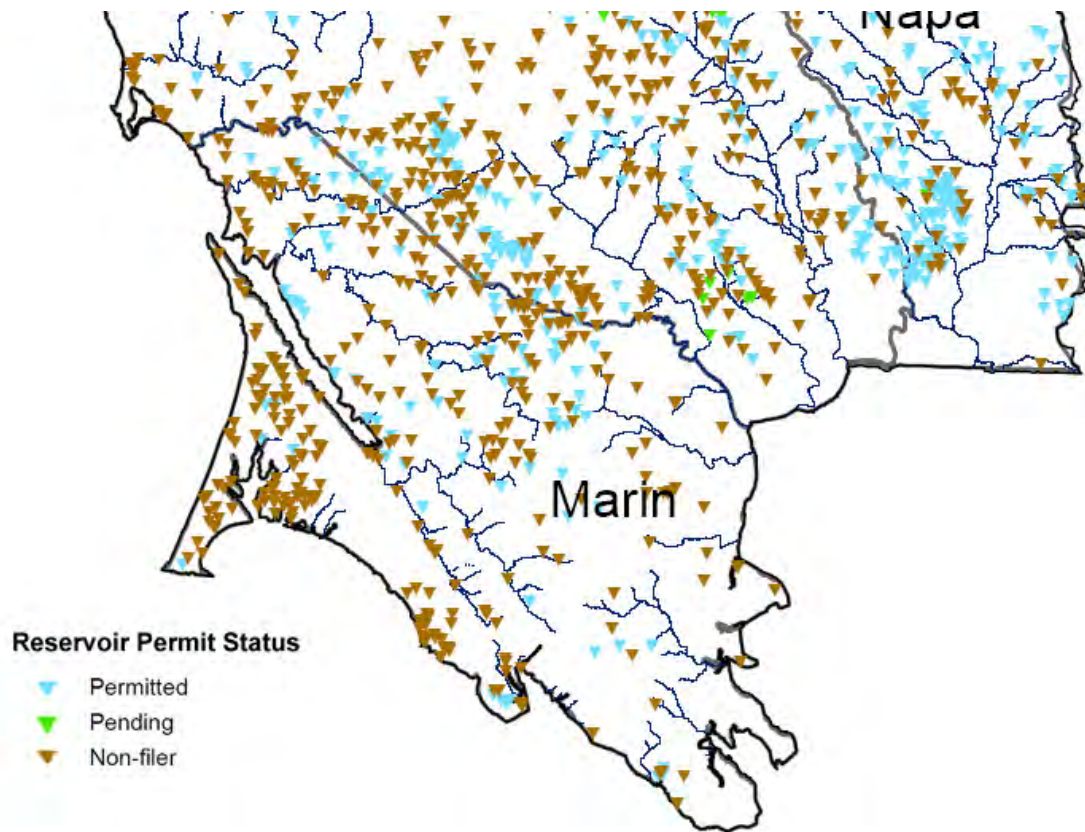 Napa
Marin
Reservoir Permit Status
Permitted
Pending
Non-filer